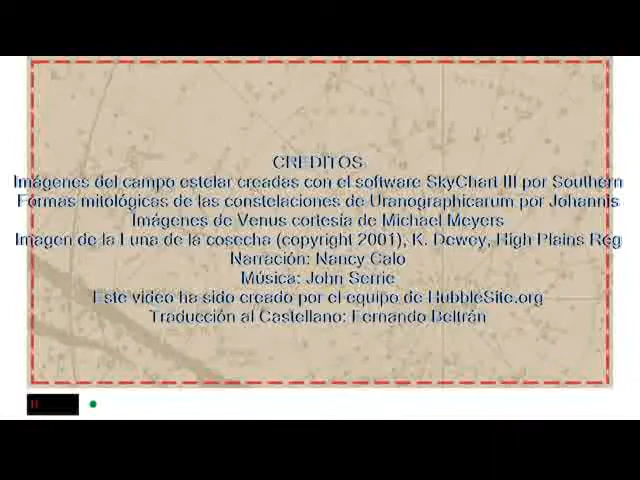 CREDITOS
Imágenes del campo estelar creadas con el software SkyChart III por Southern
Formas mitológicas de las constelaciones de Uranographicarum por Johannis
Imágenes de Venus cortesía de Michael Meyers
Imagen de la Luna de la cosecha (copyright 2001), K. Dewey, High Plains Reg
Narración: Nancy Calo
Música: John Serrie
Este video ha sido creado por el equipo de HubbleSite.org
Traducción al Castellano: Fernando Beltrán